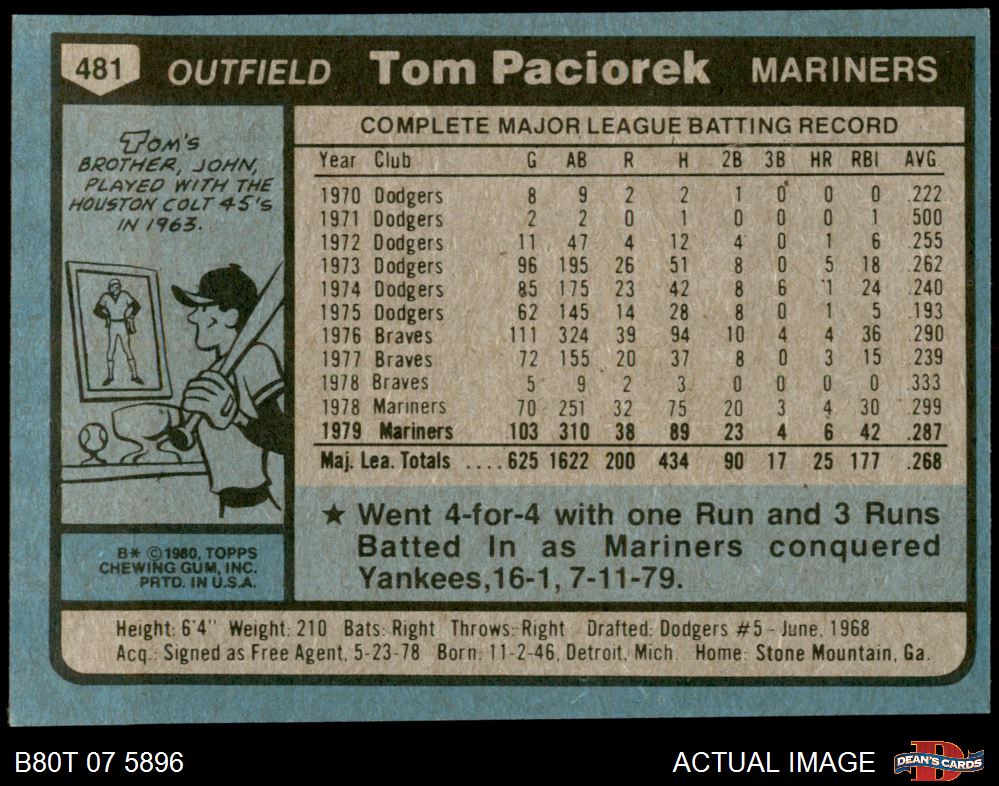 481 OUTFIELD Tom Paciorek MARINERS
TOM'S
BROTHER, JOHN,
PLAYED WITH THE
HOUSTON COLT 45'S
IN 1963.
COMPLETE MAJOR LEAGUE BATTING RECORD
Year Club G AB R H 2B 3B HR RBI AVG.
1970 Dodgers 8 9 2 2 1 0 0 0 .222
1971 Dodgers 2 2 0 1 0 0 0 1 .500
1972 Dodgers 11 47 4 12 4 0 1 6 .255
1973 Dodgers 96 195 26 51 8 0 5 18 .262
1974 Dodgers 85 175 23 42 8 6 1 24 .240
1975 Dodgers 62 145 14 28 8 0 1 5 .193
1976 Braves 111 324 39 94 10 4 4 36 .290
1977 Braves 72 155 20 37 8 0 3 15 .239
1978 Braves 5 9 2 3 0 0 0 0 .333
1978 Mariners 70 251 32 75 20 3 4 30 .299
1979 Mariners 103 310 38 89 23 4 6 42 .287
Maj. Lea. Totals ....625 1622 200 434 90 17 25 177 .268
★ Went 4-for-4 with one Run and 3 Runs
Batted In as Mariners conquered
Yankees,16-1, 7-11-79.
B* © 1980, TOPPS
CHEWING GUM, INC.
PRTD. IN U.S.A.
Height: 6'4" Weight: 210 Bats: Right Throws: Right Drafted: Dodgers #5 - June, 1968
Acq.: Signed as Free Agent, 5-23-78 Born: 11-2-46, Detroit, Mich. Home: Stone Mountain, Ga.
B80T 07 5896
ACTUAL IMAGE
D
DEAN'S CARDS